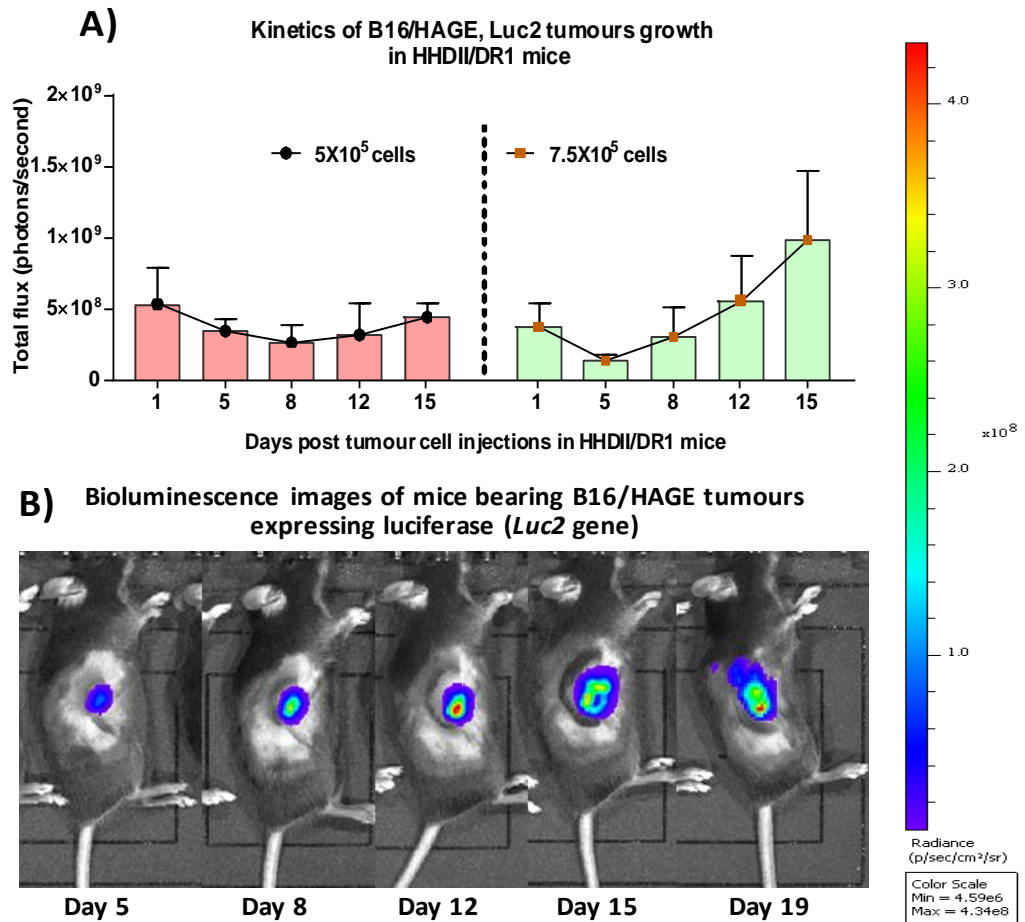 A)
Kinetics of B16/HAGE, Luc2 tumours growth
in HHDII/DR1 mice
Total flux (photons/second)
2×10⁹
1.5×10⁹
1×10⁹
5×10⁸
0
5X10⁵ cells
7.5X10⁵ cells
1 5 8 12 15 1 5 8 12 15
Days post tumour cell injections in HHDII/DR1 mice
B) Bioluminescence images of mice bearing B16/HAGE tumours
expressing luciferase (Luc2 gene)
Day 5 Day 8 Day 12 Day 15 Day 19
4.0
3.0
x10⁸
2.0
1.0
Radiance
(p/sec/cm²/sr)
Color Scale
Min = 4.59e6
Max = 4.34e8